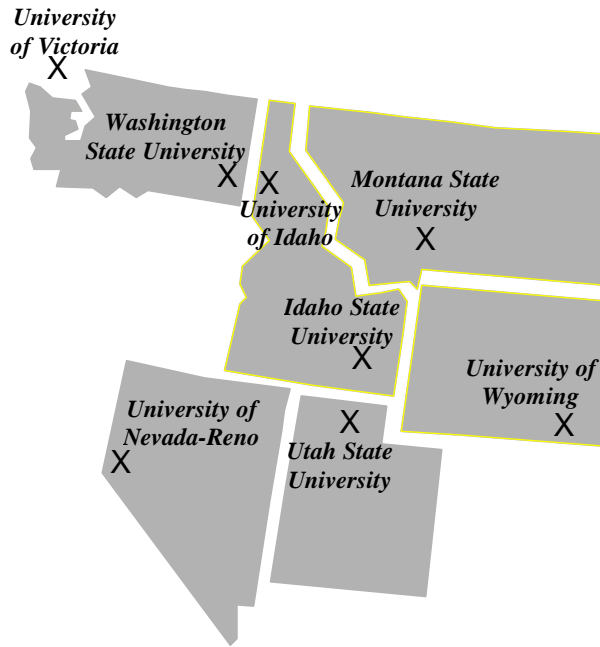 University
of Victoria
X
Washington
State University
X
X
University
of Idaho
Montana State
University
X
Idaho State
University
X
University of
Wyoming
X
University of
Nevada-Reno
X
X
Utah State
University